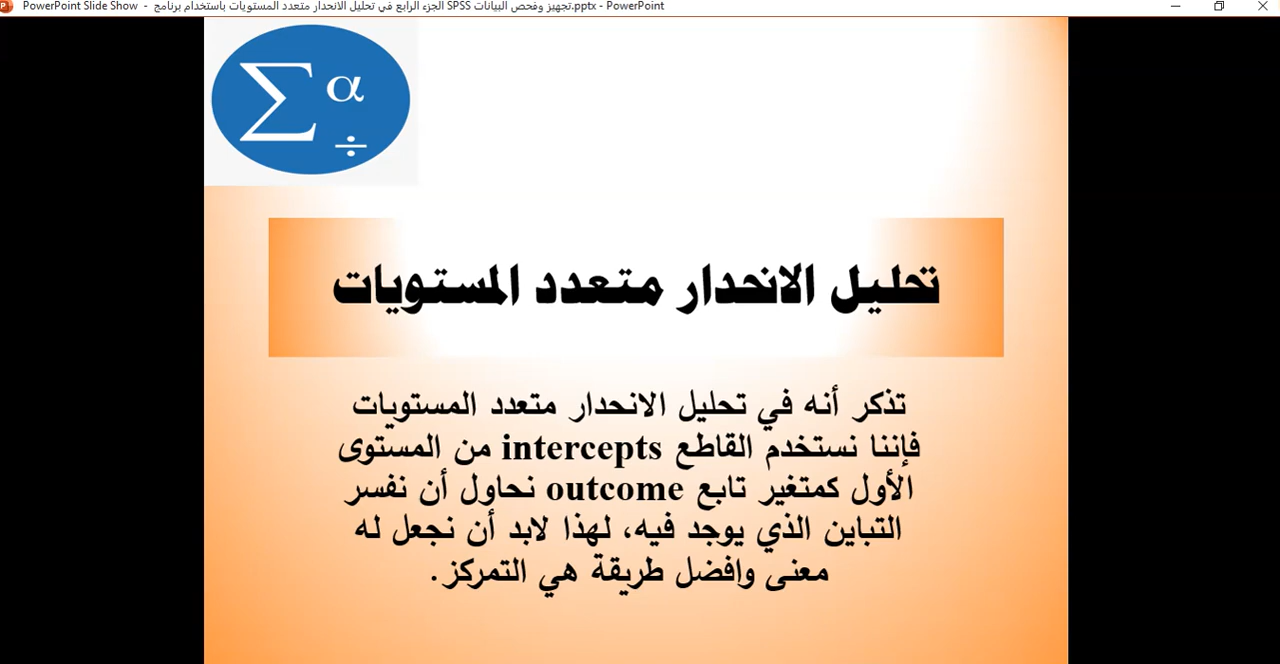 PowerPoint Slide Show - الجزء الرابع في تحليل الانحدار متعدد المستويات باستخدام برنامج SPSS تجهيز وفحص البيانات.pptx - PowerPoint
Σ α
÷
تحليل الانحدار متعدد المستويات
تذكر أنه في تحليل الانحدار متعدد المستويات
فإننا نستخدم القاطع intercepts من المستوى
الأول كمتغير تابع outcome نحاول أن نفسر
التباين الذي يوجد فيه، لهذا لابد أن نجعل له
معنى وافضل طريقة هي التمركز.